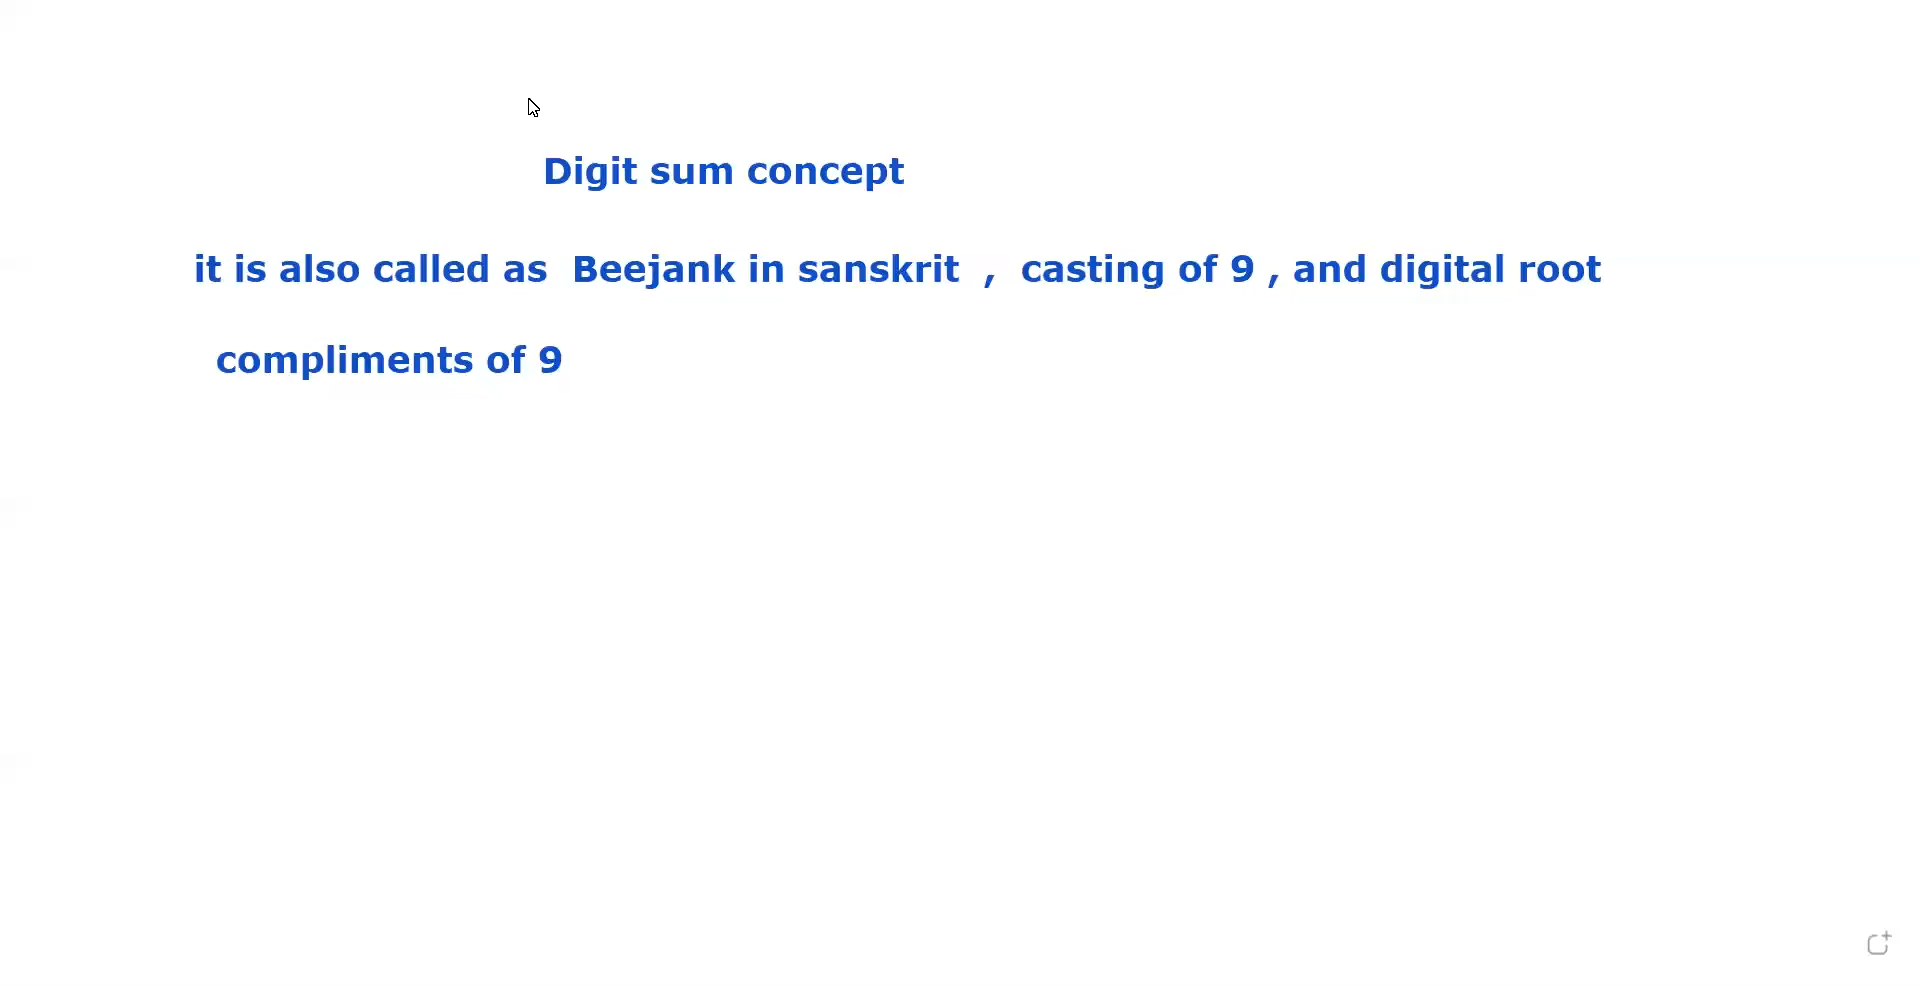 Digit sum concept
it is also called as Beejank in sanskrit , casting of 9 , and digital root
compliments of 9